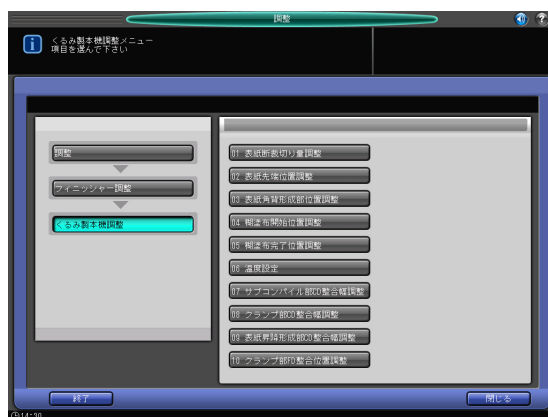 調整
くるみ製本機調整メニュー
項目を選んで下さい
調整
フィニッシャー調整
くるみ製本機調整
01 表紙断裁切り量調整
02 表紙先端位置調整
03 表紙角背形成部位置調整
04 糊塗布開始位置調整
05 糊塗布完了位置調整
06 温度設定
07 サブコンパイル部CD整合幅調整
08 クランプ部CD整合幅調整
09 表紙昇降形成部CD整合幅調整
10 クランプ部FD整合位置調整
終了
閉じる
14:30